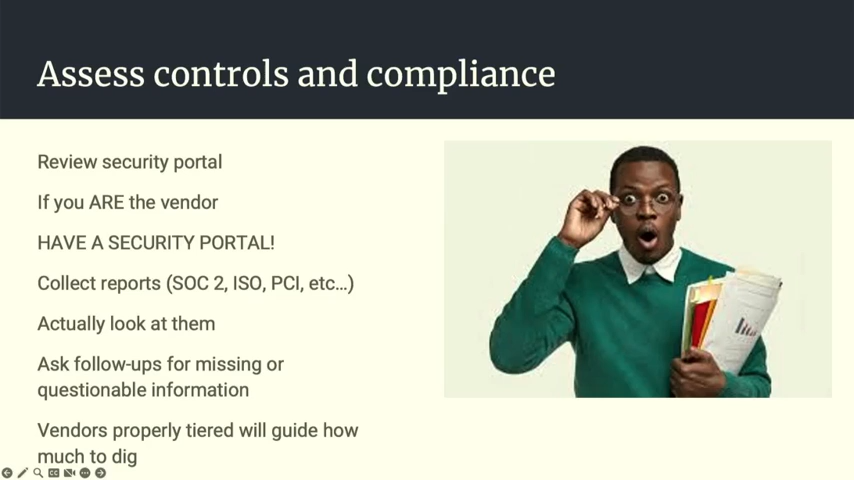 Assess controls and compliance
Review security portal
If you ARE the vendor
HAVE A SECURITY PORTAL!
Collect reports (SOC 2, ISO, PCI, etc...)
Actually look at them
Ask follow-ups for missing or
questionable information
Vendors properly tiered will guide how
much to dig